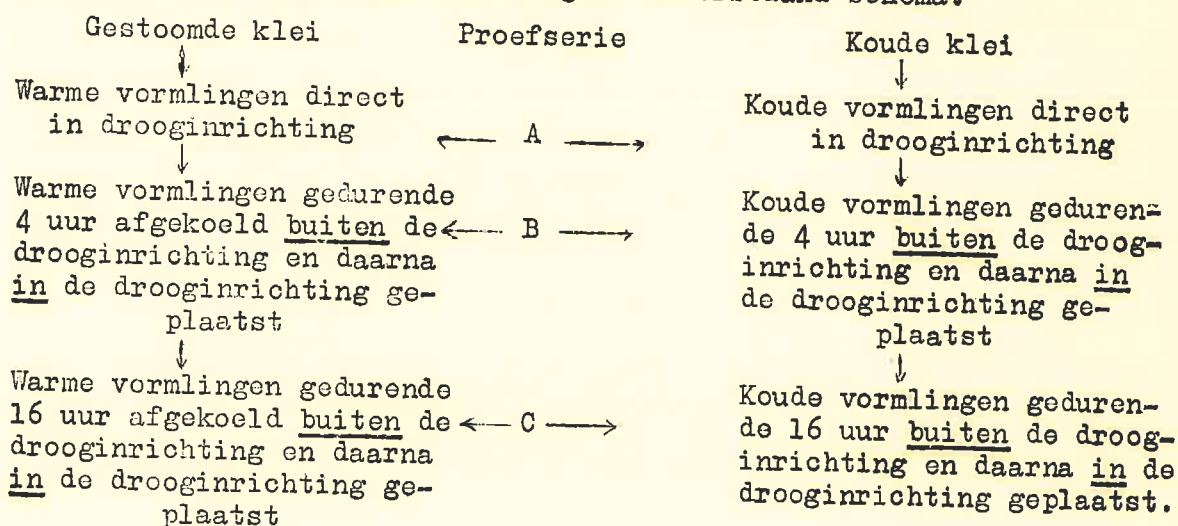 schema.
Gestoomde klei
Warme vormlingen direct
in drooginrichting
Warme vormlingen gedurende
4 uur afgekoeld buiten de
drooginrichting en daarna
in de drooginrichting ge-
plaatst
Warme vormlingen gedurende
16 uur afgekoeld buiten de
drooginrichting en daarna
in de drooginrichting ge-
plaatst
Proefserie
A
B
C
Koude klei
Koude vormlingen direct
in drooginrichting
Koude vormlingen geduren=
de 4 uur buiten de droog-
inrichting en daarna in
de drooginrichting ge-
plaatst
Koude vormlingen geduren-
de 16 uur buiten de droog-
inrichting en daarna in de
drooginrichting geplaatst.